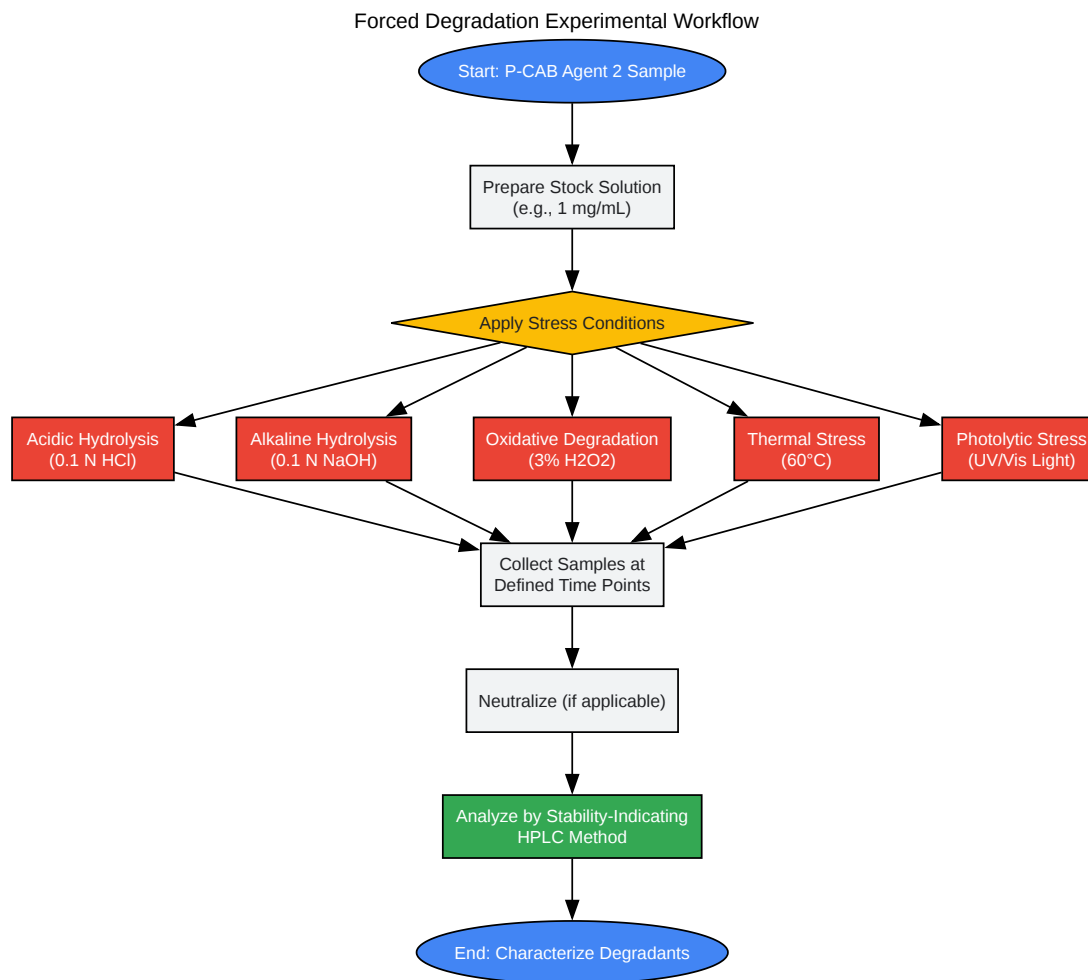 Forced Degradation Experimental Workflow
Start: P-CAB Agent 2 Sample
Prepare Stock Solution
(e.g., 1 mg/mL)
Apply Stress Conditions
Acidic Hydrolysis
(0.1 N HCl)
Alkaline Hydrolysis
(0.1 N NaOH)
Oxidative Degradation
(3% H2O2)
Thermal Stress
(60°C)
Photolytic Stress
(UV/Vis Light)
Collect Samples at
Defined Time Points
Neutralize (if applicable)
Analyze by Stability-Indicating
HPLC Method
End: Characterize Degradants